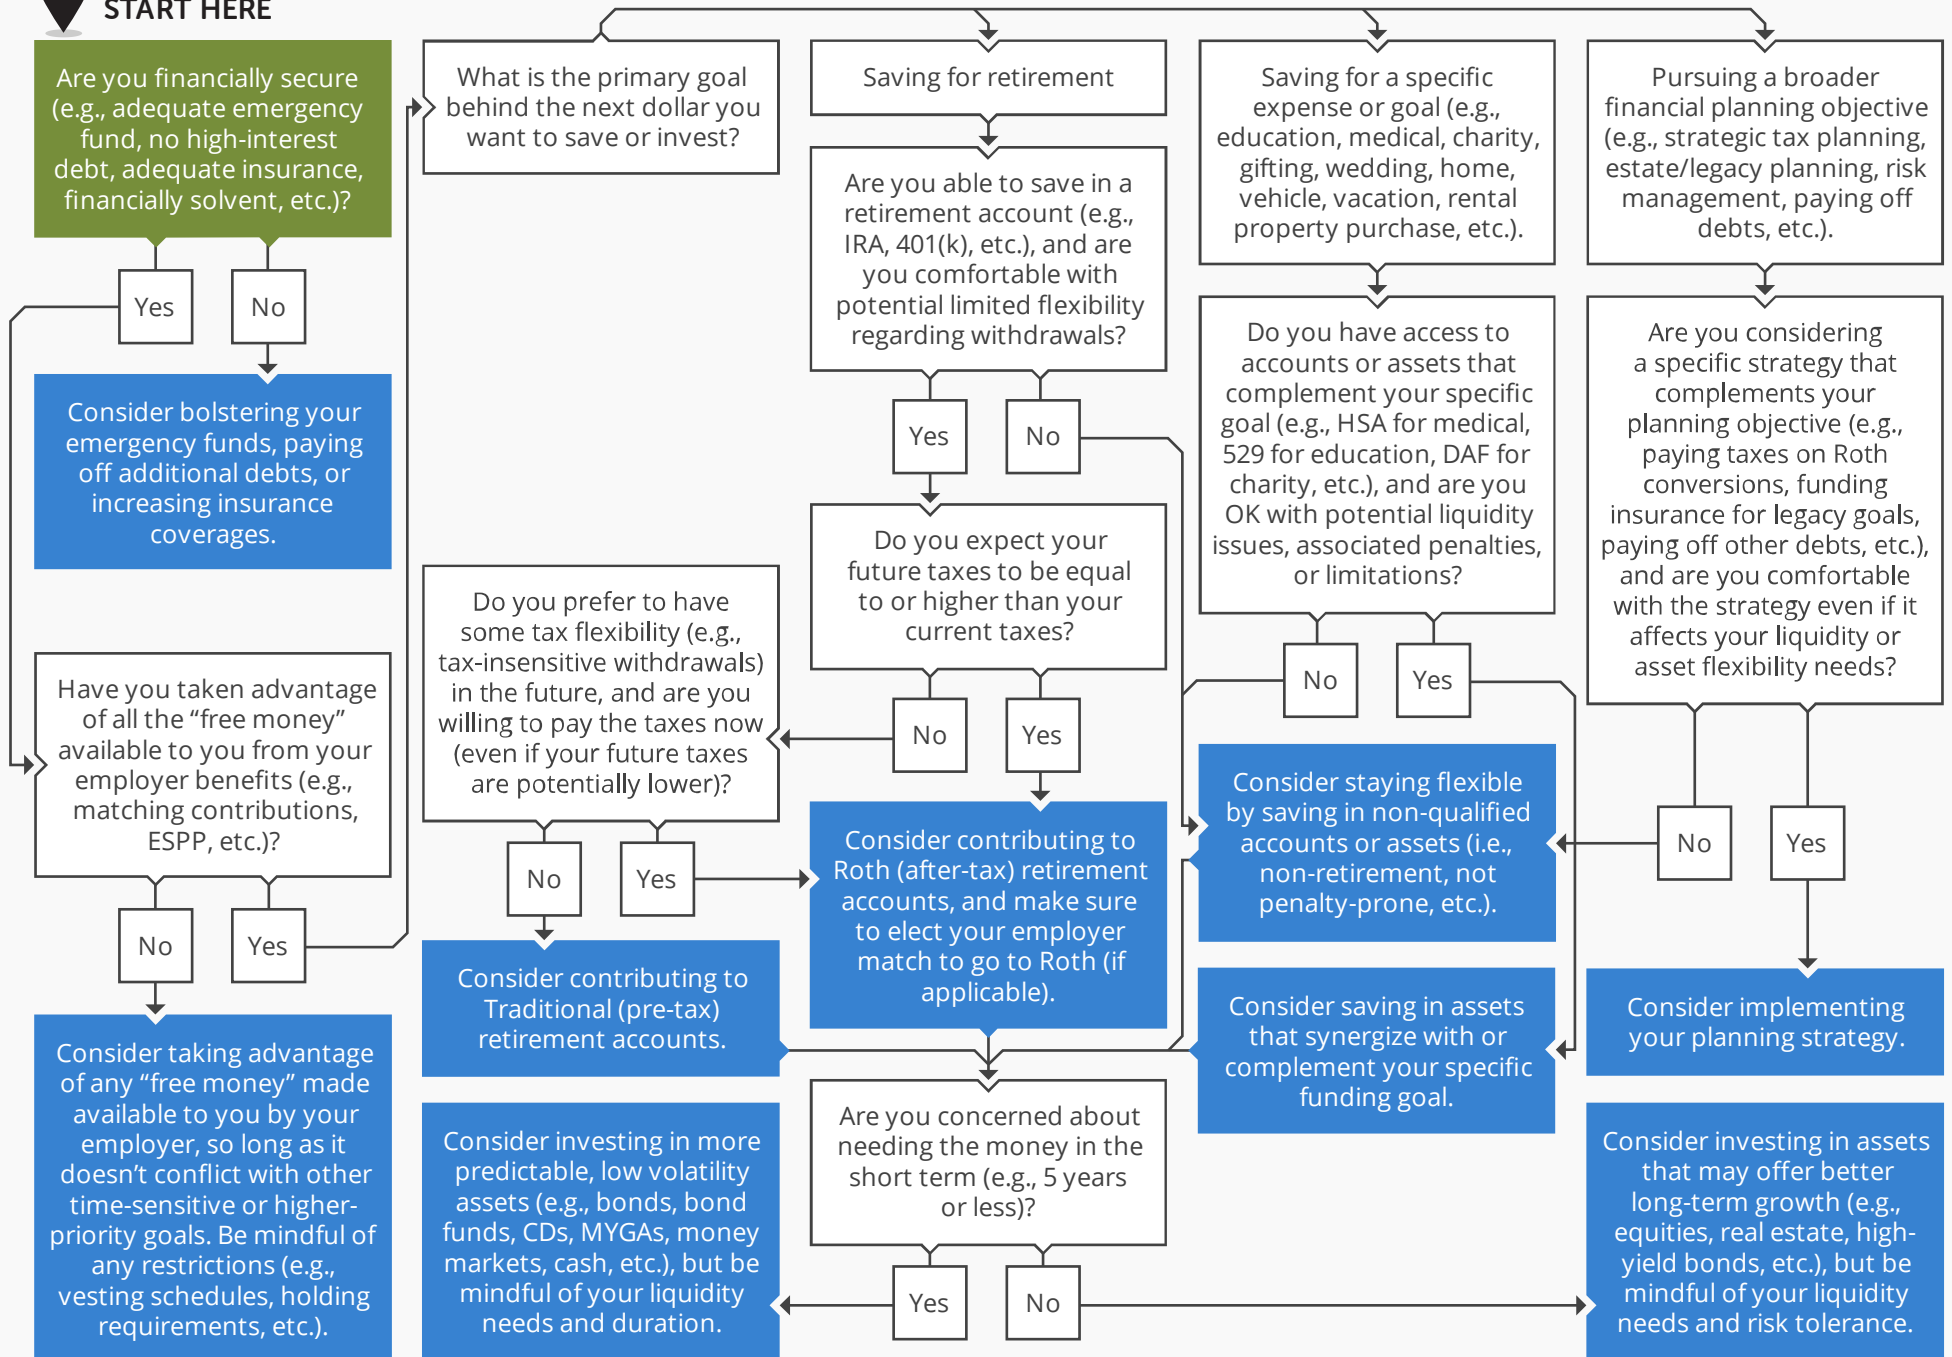 START HERE
Are you financially secure
(e.g., adequate emergency
fund, no high-interest
debt, adequate insurance,
financially solvent, etc.)?
Yes
No
Consider bolstering your
emergency funds, paying
off additional debts, or
increasing insurance
coverages.
Have you taken advantage
of all the “free money”
available to you from your
employer benefits (e.g.,
matching contributions,
ESPP, etc.)?
No
Yes
Consider taking advantage
of any “free money” made
available to you by your
employer, so long as it
doesn’t conflict with other
time-sensitive or higher-
priority goals. Be mindful of
any restrictions (e.g.,
vesting schedules, holding
requirements, etc.).
What is the primary goal
behind the next dollar you
want to save or invest?
Saving for retirement
Are you able to save in a
retirement account (e.g.,
IRA, 401(k), etc.), and are
you comfortable with
potential limited flexibility
regarding withdrawals?
Yes
No
Do you expect your
future taxes to be equal
to or higher than your
current taxes?
No
Yes
Do you prefer to have
some tax flexibility (e.g.,
tax-insensitive withdrawals)
in the future, and are you
willing to pay the taxes now
(even if your future taxes
are potentially lower)?
No
Yes
Consider contributing to
Traditional (pre-tax)
retirement accounts.
Consider contributing to
Roth (after-tax) retirement
accounts, and make sure
to elect your employer
match to go to Roth (if
applicable).
Saving for a specific
expense or goal (e.g.,
education, medical, charity,
gifting, wedding, home,
vehicle, vacation, rental
property purchase, etc.).
Do you have access to
accounts or assets that
complement your specific
goal (e.g., HSA for medical,
529 for education, DAF for
charity, etc.), and are you
OK with potential liquidity
issues, associated penalties,
or limitations?
No
Yes
Consider staying flexible
by saving in non-qualified
accounts or assets (i.e.,
non-retirement, not
penalty-prone, etc.).
Consider saving in assets
that synergize with or
complement your specific
funding goal.
Pursuing a broader
financial planning objective
(e.g., strategic tax planning,
estate/legacy planning, risk
management, paying off
debts, etc.).
Are you considering
a specific strategy that
complements your
planning objective (e.g.,
paying taxes on Roth
conversions, funding
insurance for legacy goals,
paying off other debts, etc.),
and are you comfortable
with the strategy even if it
affects your liquidity or
asset flexibility needs?
No
Yes
Consider implementing
your planning strategy.
Are you concerned about
needing the money in the
short term (e.g., 5 years
or less)?
Yes
No
Consider investing in more
predictable, low volatility
assets (e.g., bonds, bond
funds, CDs, MYGAs, money
markets, cash, etc.), but be
mindful of your liquidity
needs and duration.
Consider investing in assets
that may offer better
long-term growth (e.g.,
equities, real estate, high-
yield bonds, etc.), but be
mindful of your liquidity
needs and risk tolerance.